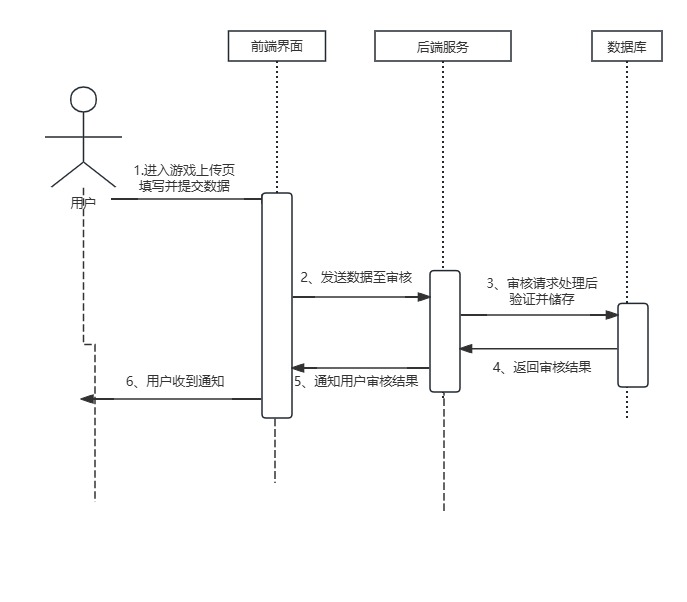 前端界面
后端服务
数据库
1.进入游戏上传页
填写并提交数据
用户
2、发送数据至审核
3、审核请求处理后
验证并储存
4、返回审核结果
5、通知用户审核结果
6、用户收到通知